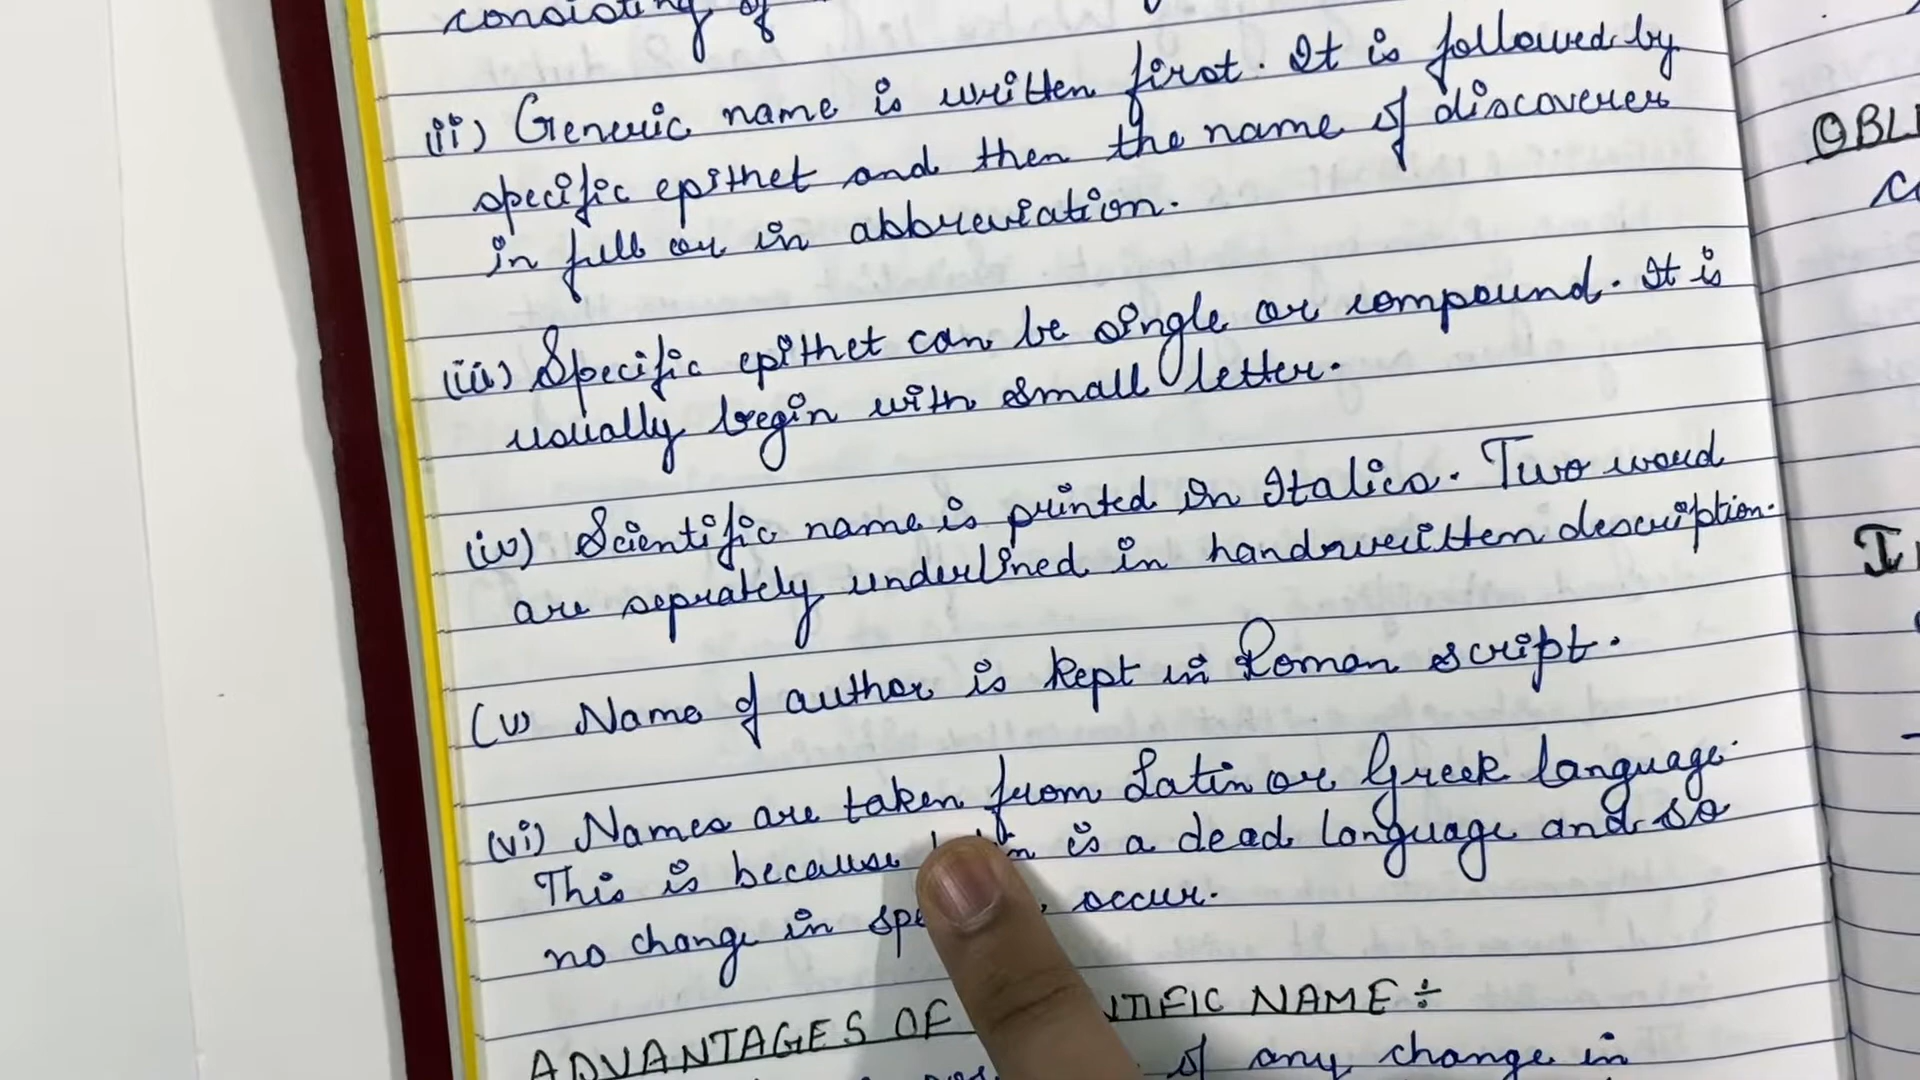 consisting of
(ii) Generic name is written first. It is followed by
specific epithet and then the name of discoverer
in full or in abbreviation.
(iii) Specific epithet can be single or compound. It is
usually begin with small letter.
(iv) Scientific name is printed in Italics. Two word
are seprately underlined in handwritten description.
(v) Name of author is kept in Roman script.
(vi) Names are taken from Latin or Greek language.
This is because is a dead language and so
no change in occur.
ADVANTAGES OF NAME ÷
of any change in
OBLI